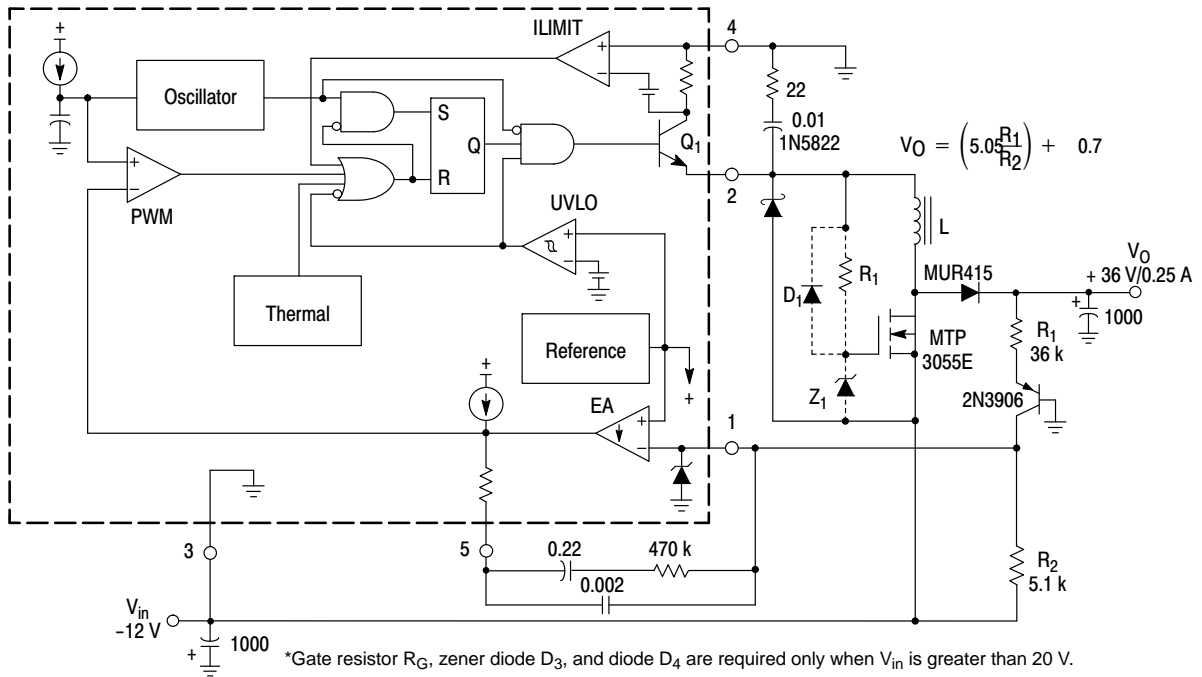 +
ILIMIT
+
−
4
Oscillator
S
Q
R
22
0.01
1N5822
Q1
2
VO = (5.05 R1/R2) + 0.7
+
−
PWM
UVLO
+
−
L
Thermal
D1
R1
MUR415
VO
+ 36 V/0.25 A
+
1000
Reference
+
MTP
3055E
R1
36 k
+
EA
+
−
1
Z1
2N3906
3
5
0.22
470 k
0.002
R2
5.1 k
Vin
−12 V
+
1000
*Gate resistor RG, zener diode D3, and diode D4 are required only when Vin is greater than 20 V.